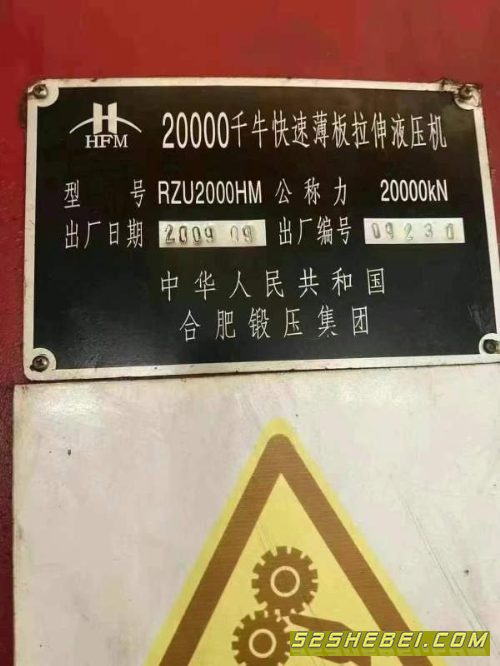 HFM
20000千牛快速薄板拉伸液压机
型 号 RZU2000HM 公称力 20000kN
出厂日期 2009 09 出厂编号 09230
中华人民共和国
合肥锻压集团
52SHEBEI.COM